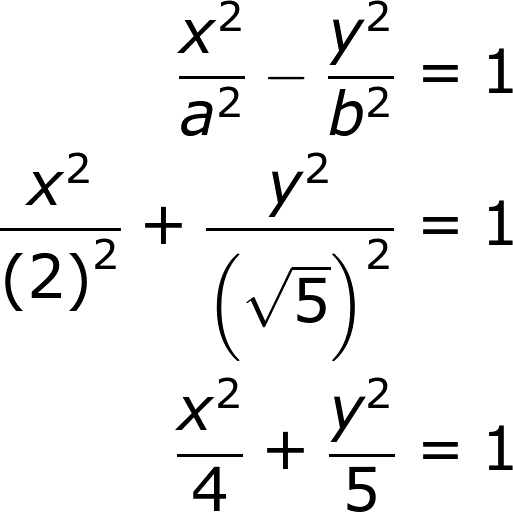 x²/a² − y²/b² = 1
x²/(2)² + y²/(√5)² = 1
x²/4 + y²/5 = 1